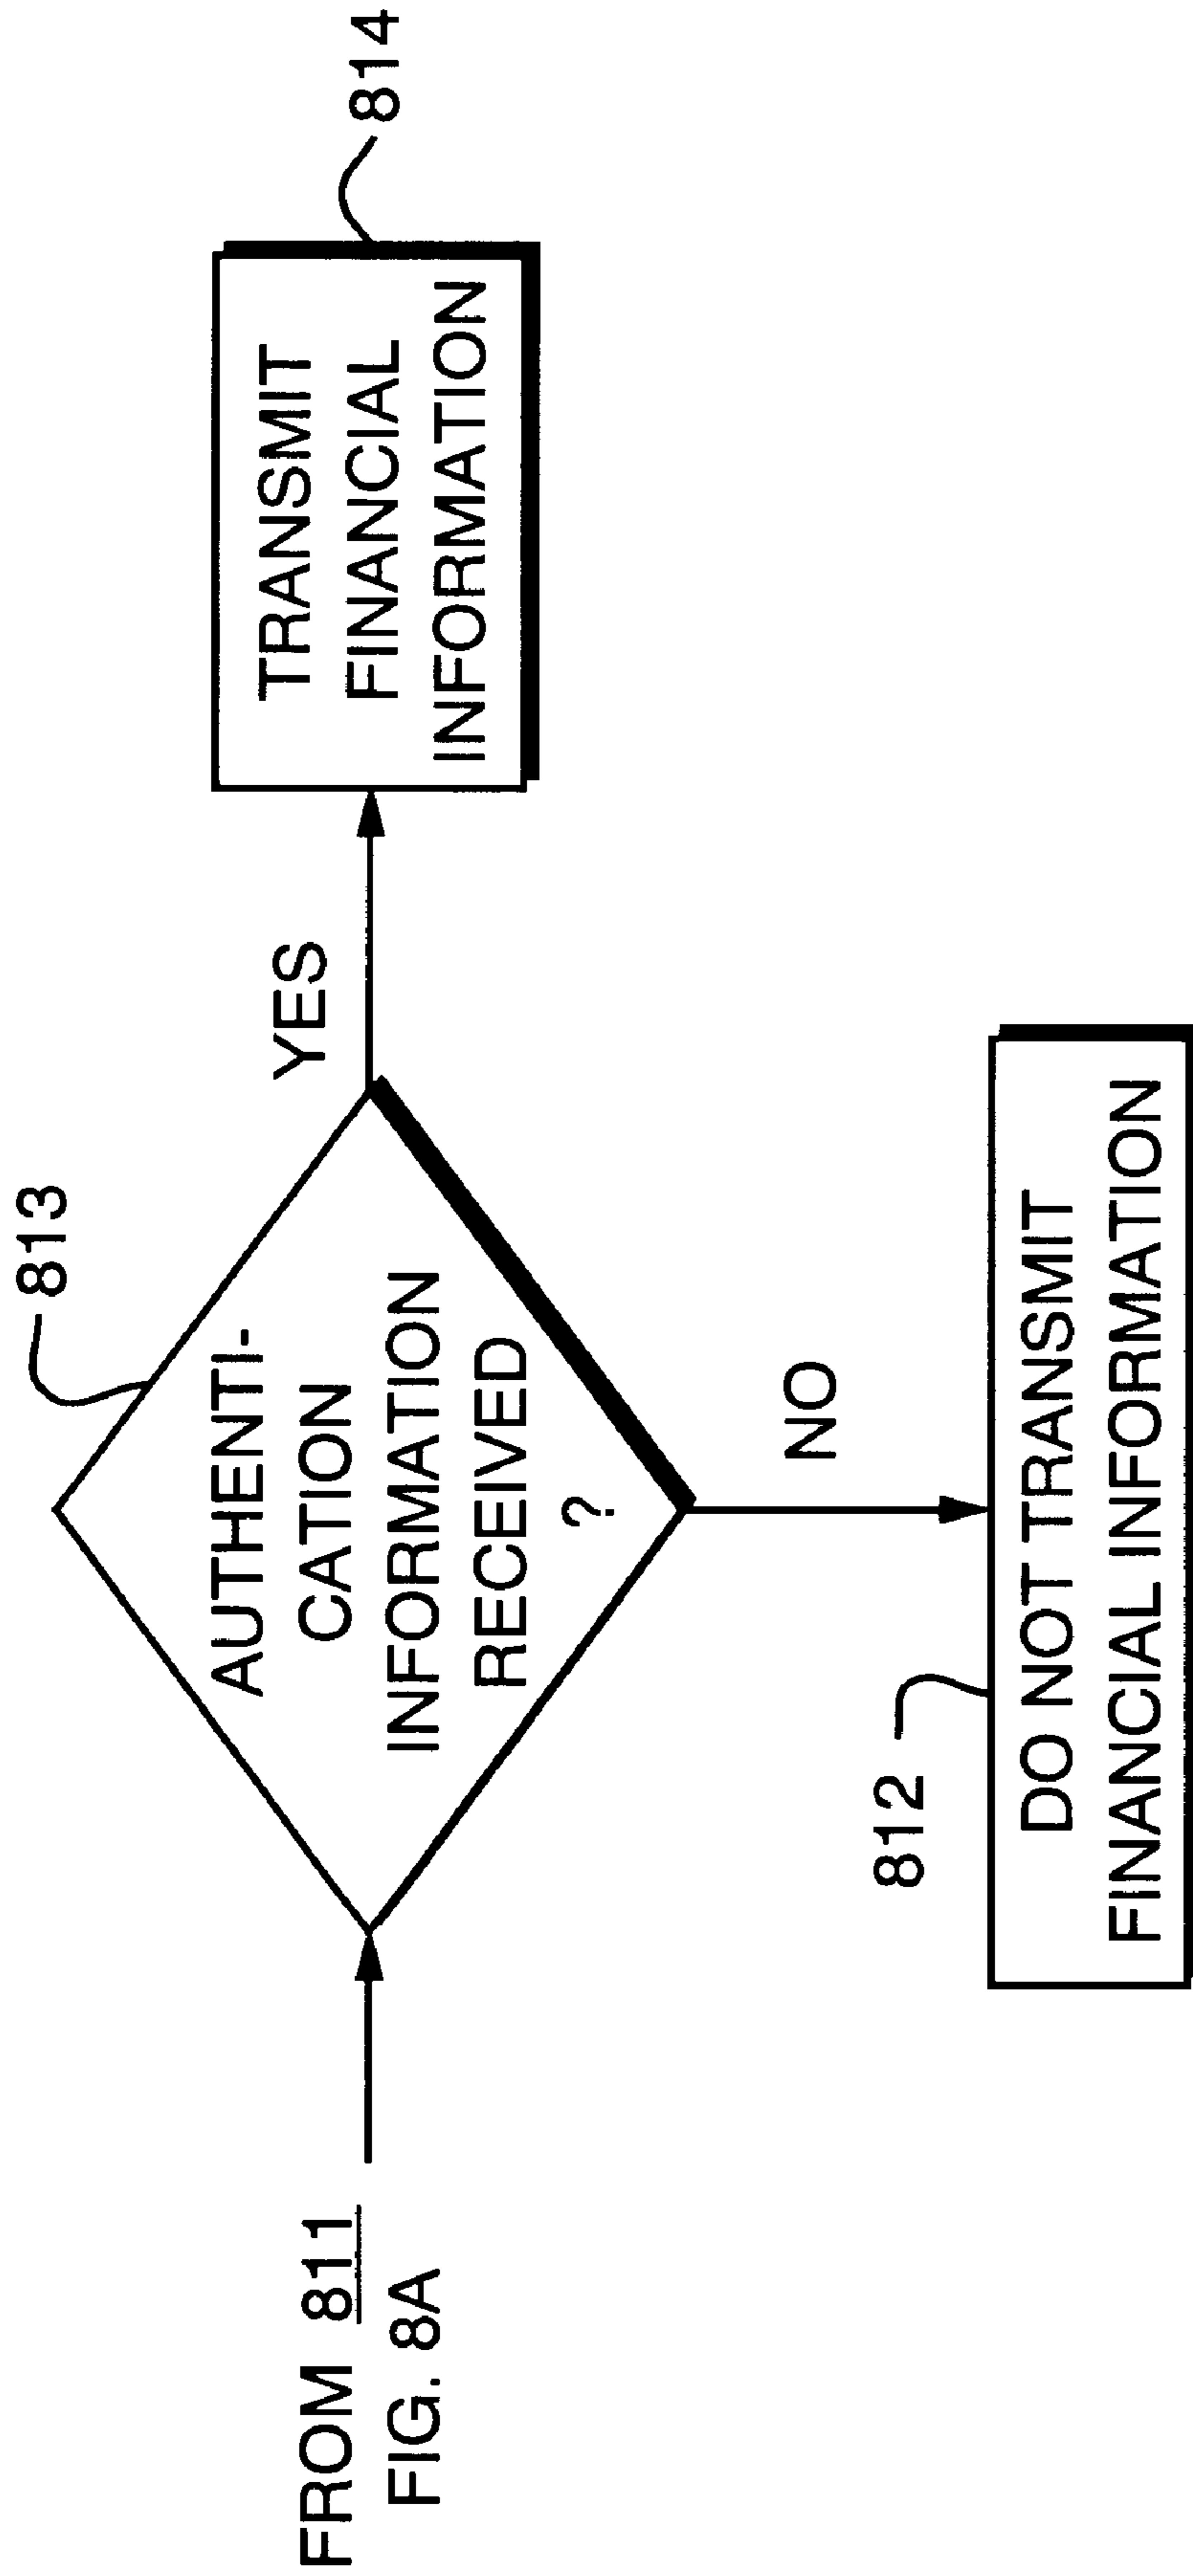 FROM 811
FIG. 8A
813
AUTHENTI-
CATION
INFORMATION
RECEIVED
?
YES
814
TRANSMIT
FINANCIAL
INFORMATION
NO
812
DO NOT TRANSMIT
FINANCIAL INFORMATION